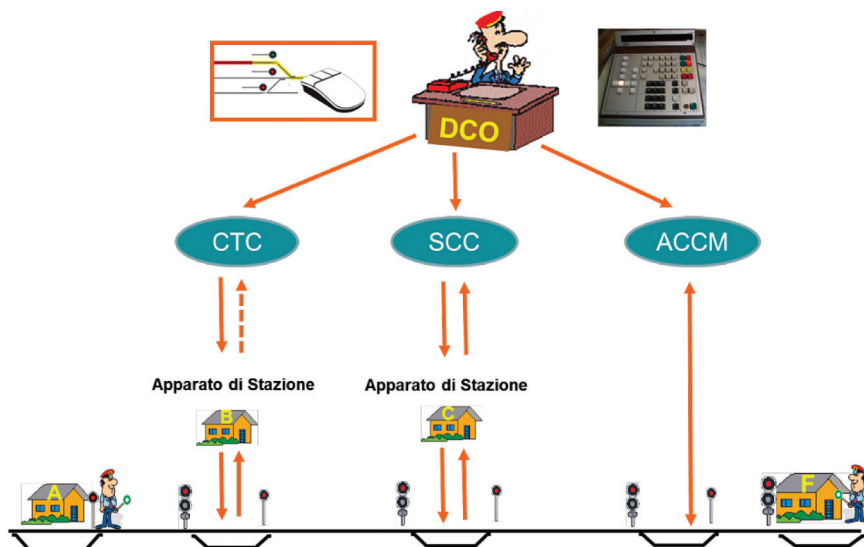 DCO
CTC
SCC
ACCM
Apparato di Stazione
Apparato di Stazione
B
C
A
F